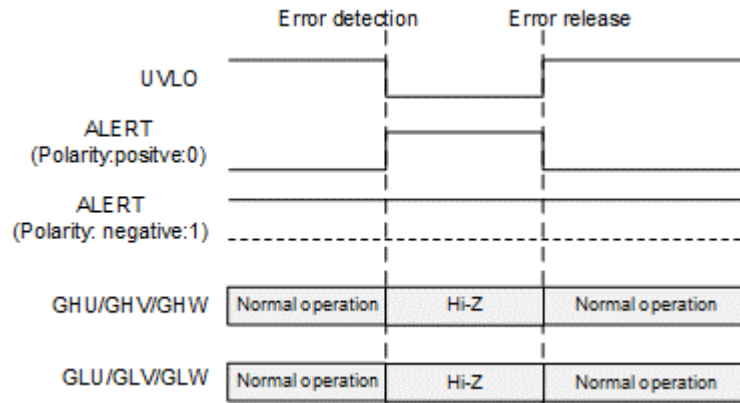 Error detection Error release
UVLO
ALERT
(Polarity:positve:0)
ALERT
(Polarity: negative:1)
GHU/GHV/GHW Normal operation Hi-Z Normal operation
GLU/GLV/GLW Normal operation Hi-Z Normal operation